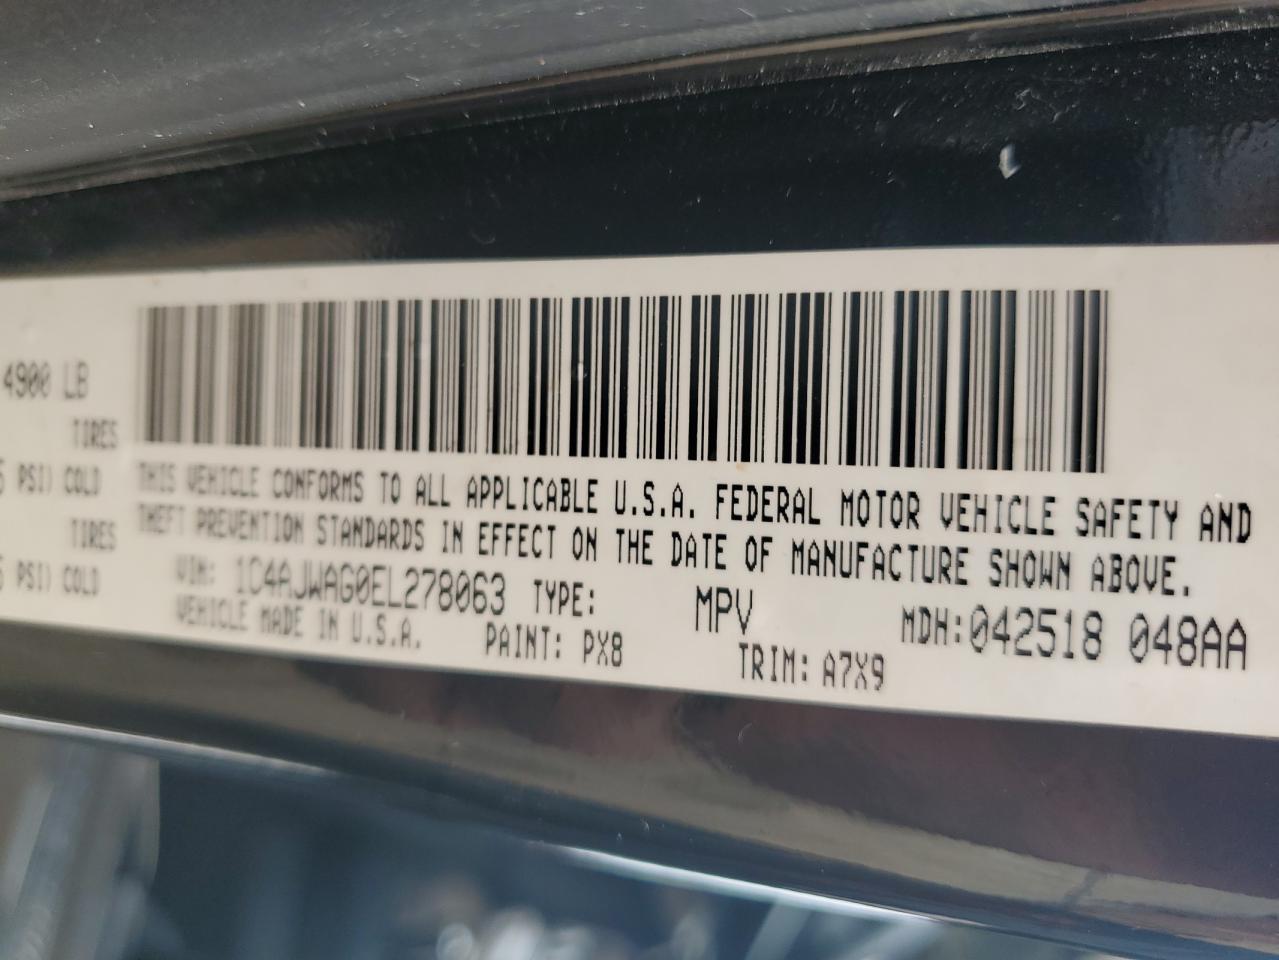 4900 LB
TIRES
PSI) COLD
TIRES
PSI) COLD
THIS VEHICLE CONFORMS TO ALL APPLICABLE U.S.A. FEDERAL MOTOR VEHICLE SAFETY AND
THEFT PREVENTION STANDARDS IN EFFECT ON THE DATE OF MANUFACTURE SHOWN ABOVE.
VIN: 1C4AJWAG0EL278063 TYPE: MPV MDH:042518 048AA
VEHICLE MADE IN U.S.A. PAINT: PX8 TRIM: A7X9